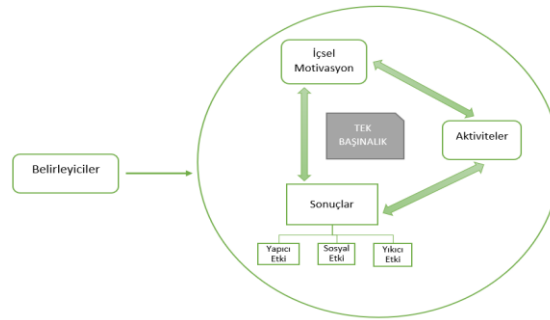 İçsel
Motivasyon
TEK
BAŞINALIK
Aktiviteler
Belirleyiciler
Sonuçlar
Yapıcı
Etki
Sosyal
Etki
Yıkıcı
Etki